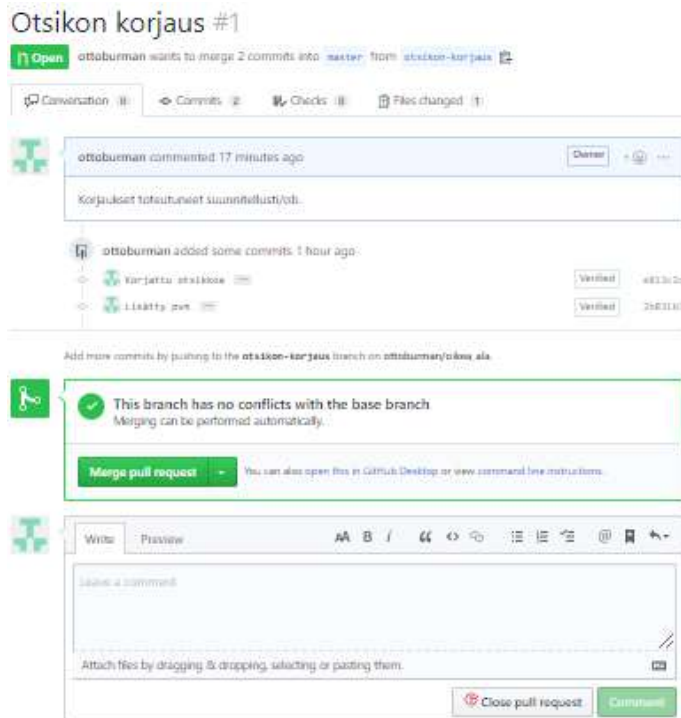 Otsikon korjaus #1
Open ottoburman wants to merge 2 commits into master from otsikon-korjaus
Conversation 0 Commits 2 Checks 0 Files changed 1
ottoburman commented 17 minutes ago Owner
Korjaukset toteutuneet suunnitellusti/ob.
ottoburman added some commits 1 hour ago
Korjattu otsikkoa Verified
Lisätty pvm Verified
Add more commits by pushing to the otsikon-korjaus branch on ottoburman/oikea_ala.
This branch has no conflicts with the base branch
Merging can be performed automatically.
Merge pull request You can also open this in GitHub Desktop or view command line instructions.
Write Preview
Leave a comment
Attach files by dragging & dropping, selecting or pasting them.
Close pull request Comment